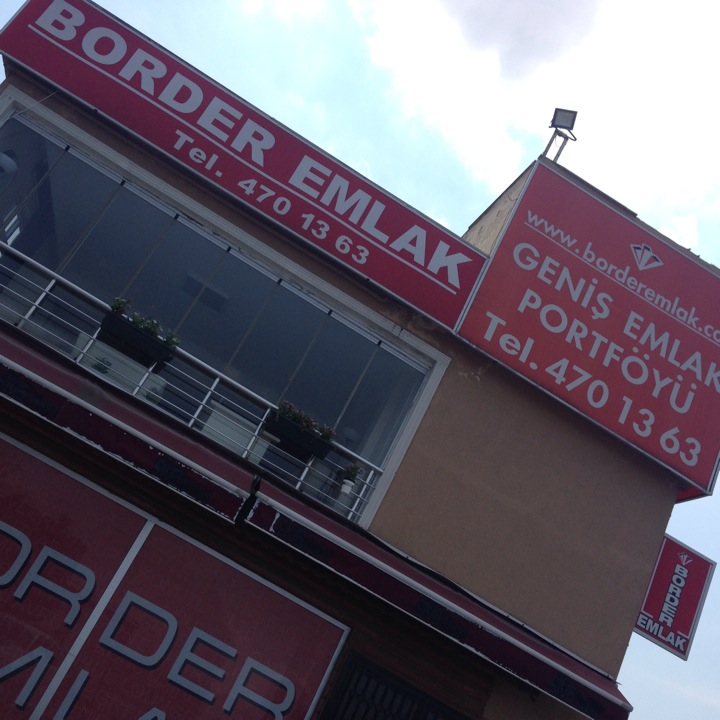 BORDER EMLAK
Tel. 470 13 63
www.borderemlak.co
GENİŞ EMLAK
PORTFÖYÜ
Tel. 470 13 63
BORDER
EMLAK
ORDER
MLA